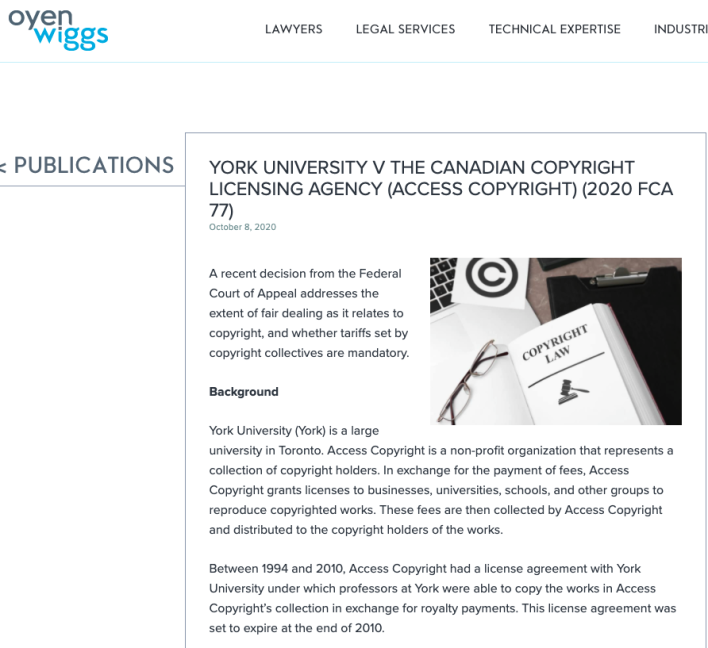 oyen
wiggs
LAWYERS LEGAL SERVICES TECHNICAL EXPERTISE INDUSTRI
< PUBLICATIONS
YORK UNIVERSITY V THE CANADIAN COPYRIGHT
LICENSING AGENCY (ACCESS COPYRIGHT) (2020 FCA
77)
October 8, 2020
A recent decision from the Federal
Court of Appeal addresses the
extent of fair dealing as it relates to
copyright, and whether tariffs set by
copyright collectives are mandatory.
©
COPYRIGHT
LAW
Background
York University (York) is a large
university in Toronto. Access Copyright is a non-profit organization that represents a
collection of copyright holders. In exchange for the payment of fees, Access
Copyright grants licenses to businesses, universities, schools, and other groups to
reproduce copyrighted works. These fees are then collected by Access Copyright
and distributed to the copyright holders of the works.
Between 1994 and 2010, Access Copyright had a license agreement with York
University under which professors at York were able to copy the works in Access
Copyright's collection in exchange for royalty payments. This license agreement was
set to expire at the end of 2010.